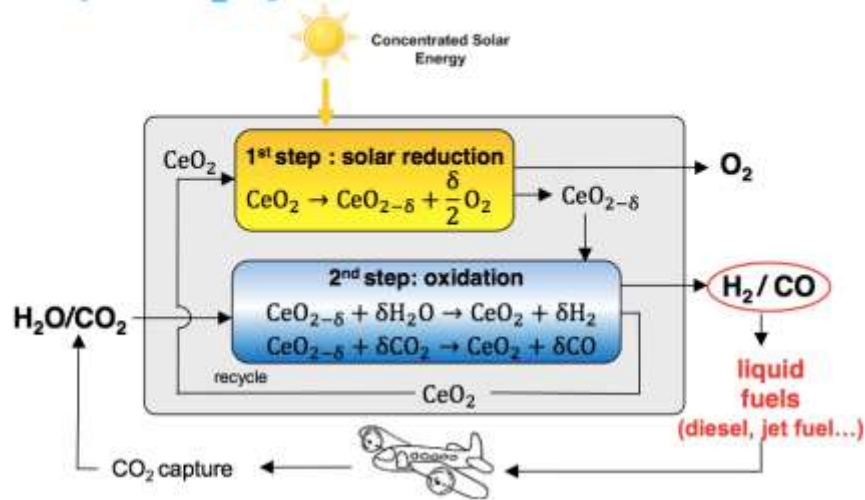 Concentrated Solar
Energy
CeO₂
1st step : solar reduction
CeO₂ → CeO₂₋δ + δ/2 O₂
O₂
CeO₂₋δ
2nd step: oxidation
CeO₂₋δ + δH₂O → CeO₂ + δH₂
CeO₂₋δ + δCO₂ → CeO₂ + δCO
H₂O/CO₂
H₂ / CO
recycle
CeO₂
liquid
fuels
(diesel, jet fuel...)
CO₂ capture